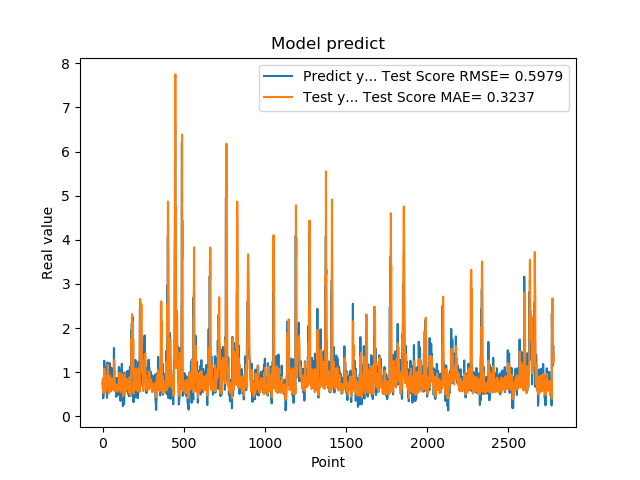 Model predict
Predict y... Test Score RMSE= 0.5979
Test y... Test Score MAE= 0.3237
Real value
8
7
6
5
4
3
2
1
0
0 500 1000 1500 2000 2500
Point